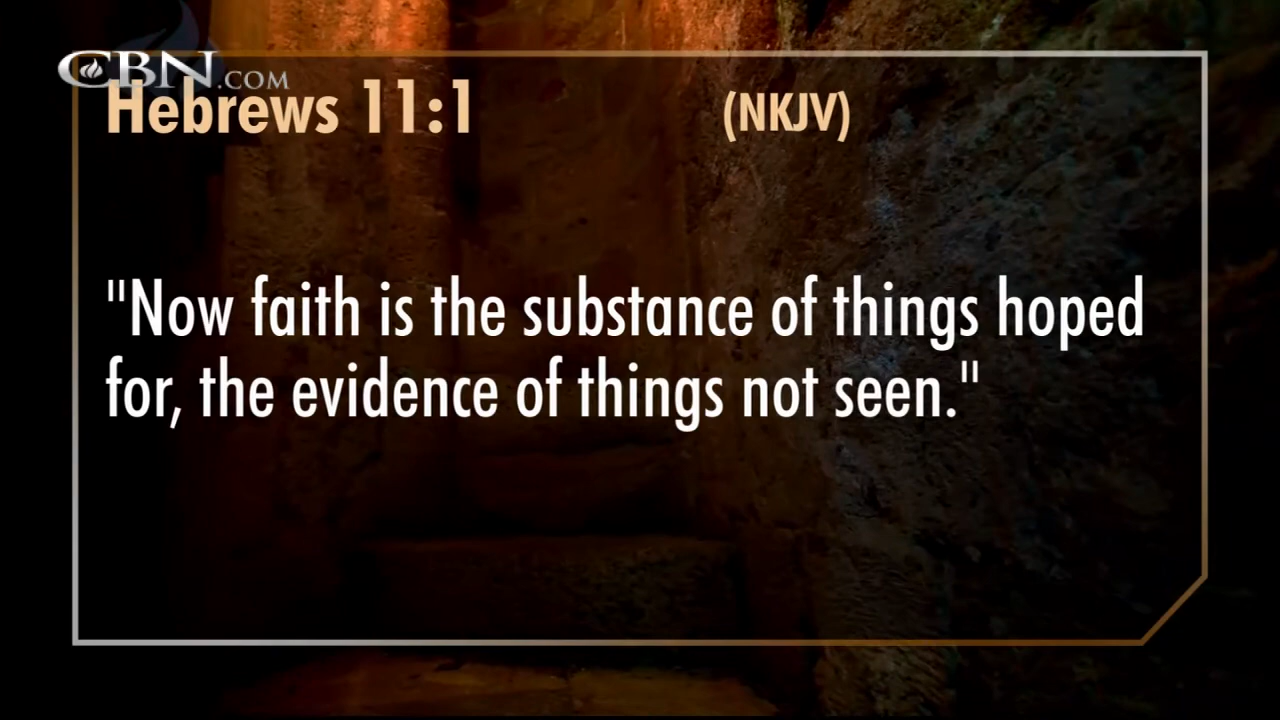 CBN.COM
Hebrews 11:1 (NKJV)
"Now faith is the substance of things hoped
for, the evidence of things not seen."